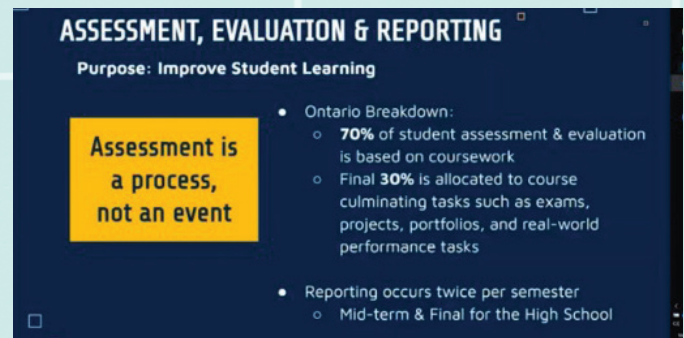 ASSESSMENT, EVALUATION & REPORTING
Purpose: Improve Student Learning
Assessment is
a process,
not an event
● Ontario Breakdown:
○ 70% of student assessment & evaluation
is based on coursework
○ Final 30% is allocated to course
culminating tasks such as exams,
projects, portfolios, and real-world
performance tasks
● Reporting occurs twice per semester
○ Mid-term & Final for the High School